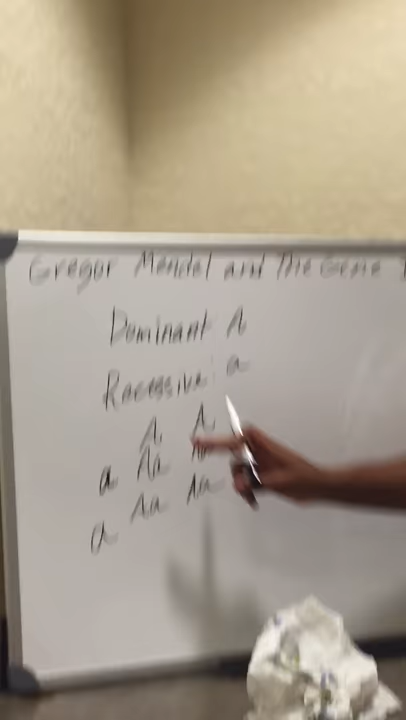 Gregor Mendel and The Gene
Dominant A
Recessive: a
A A
a Aa
a Aa Aa